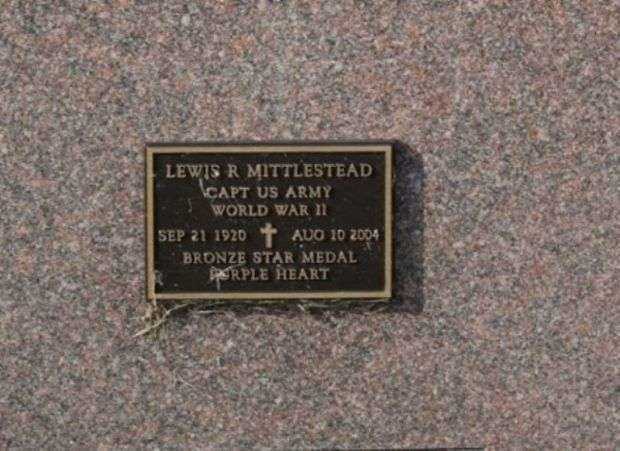 LEWIS R MITTLESTEAD
CAPT US ARMY
WORLD WAR II
SEP 21 1920 AUG 10 2004
BRONZE STAR MEDAL
PURPLE HEART